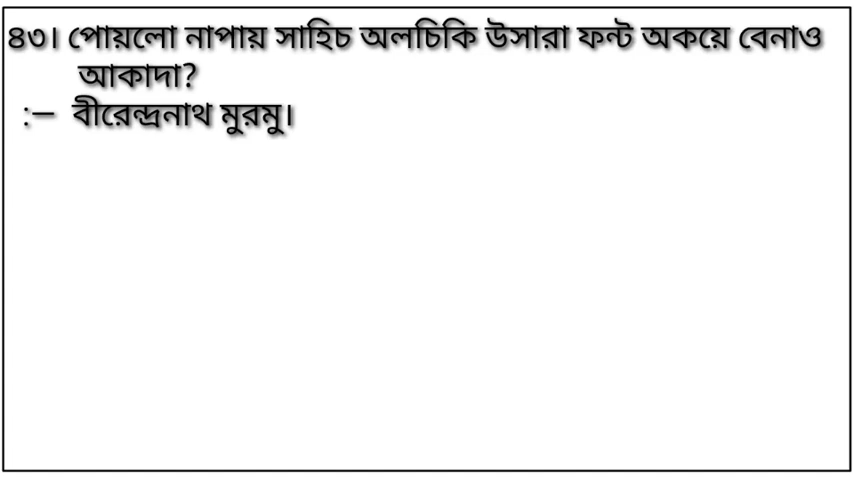 ৪৩। পোয়লো নাপায় সাহিচ অলচিকি উসারা ফন্ট অকয়ে বেনাও
আকাদা?
:– বীরেন্দ্রনাথ মুরমু।